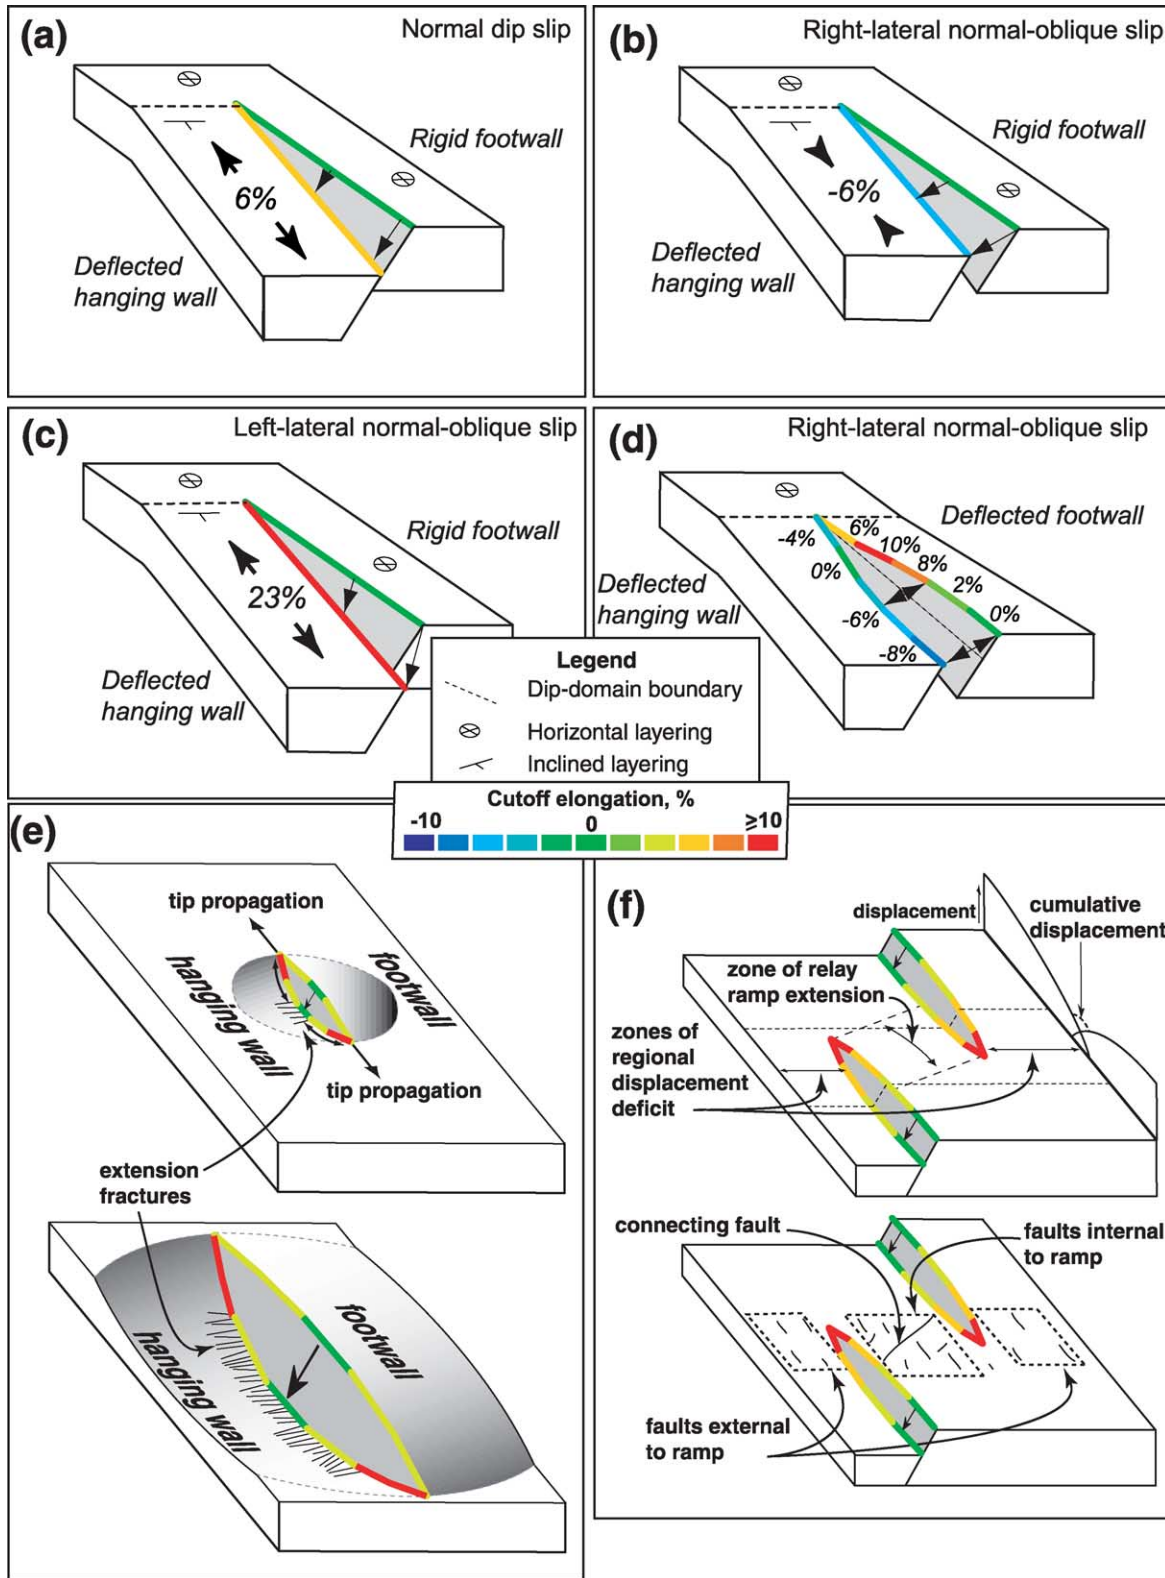 (a)
Normal dip slip
Rigid footwall
6%
Deflected
hanging wall
(b)
Right-lateral normal-oblique slip
Rigid footwall
-6%
Deflected
hanging wall
(c)
Left-lateral normal-oblique slip
Rigid footwall
23%
Deflected
hanging wall
(d)
Right-lateral normal-oblique slip
Deflected footwall
-4%
6%
10%
8%
2%
0%
0%
-6%
-8%
Deflected
hanging wall
Legend
Dip-domain boundary
Horizontal layering
Inclined layering
Cutoff elongation, %
-10
0
≥10
(e)
tip propagation
footwall
hanging wall
tip propagation
extension
fractures
footwall
hanging wall
(f)
displacement
cumulative
displacement
zone of relay
ramp extension
zones of
regional
displacement
deficit
connecting fault
faults internal
to ramp
faults external
to ramp